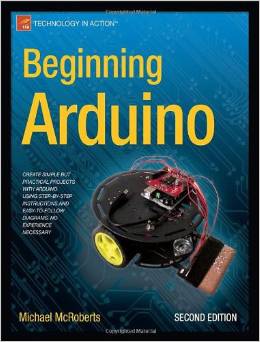 TECHNOLOGY IN ACTION™
Beginning
Arduino
CREATE SIMPLE BUT
PRACTICAL PROJECTS
WITH ARDUINO
USING STEP-BY-STEP
INSTRUCTIONS AND
EASY-TO-FOLLOW
DIAGRAMS. NO
EXPERIENCE
NECESSARY
Michael McRoberts
SECOND EDITION